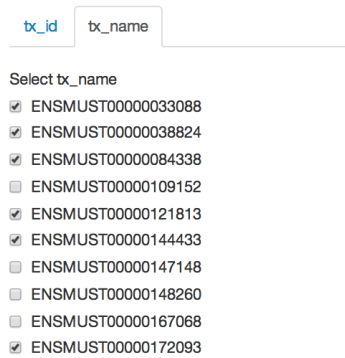 tx_id tx_name
Select tx_name
ENSMUST00000033088
ENSMUST00000038824
ENSMUST00000084338
ENSMUST00000109152
ENSMUST00000121813
ENSMUST00000144433
ENSMUST00000147148
ENSMUST00000148260
ENSMUST00000167068
ENSMUST00000172093